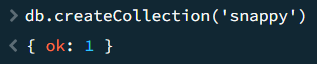 > db.createCollection('snappy')
< { ok: 1 }